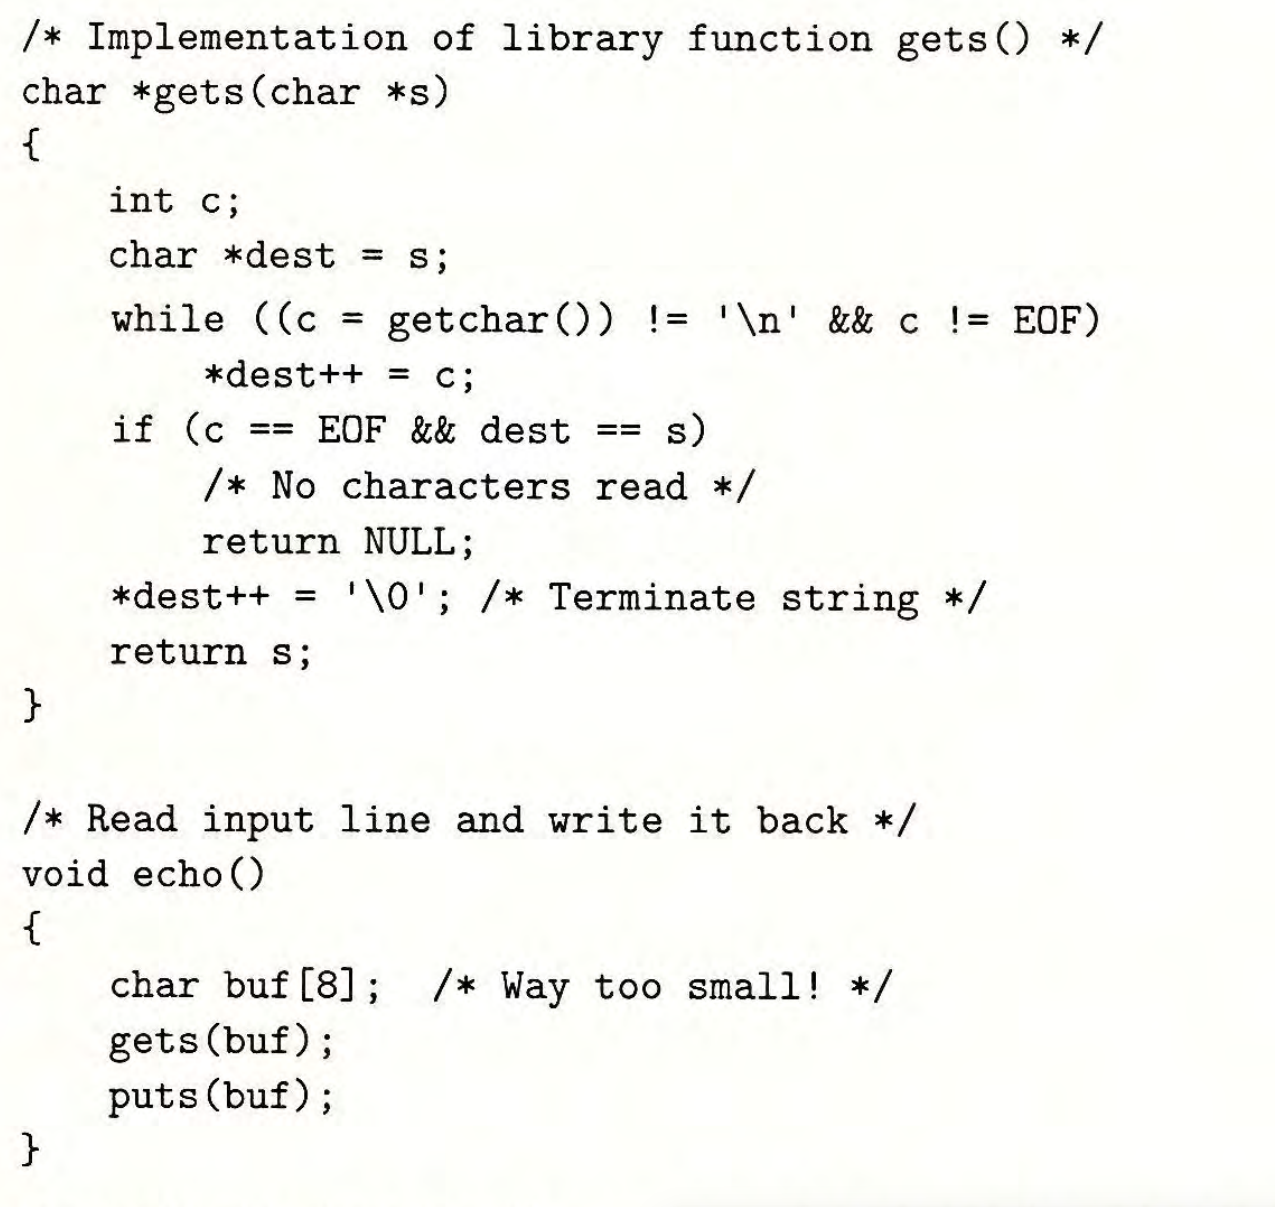 /* Implementation of library function gets() */
char *gets(char *s)
{
    int c;
    char *dest = s;
    while ((c = getchar()) != '\n' && c != EOF)
        *dest++ = c;
    if (c == EOF && dest == s)
        /* No characters read */
        return NULL;
    *dest++ = '\0'; /* Terminate string */
    return s;
}

/* Read input line and write it back */
void echo()
{
    char buf[8];  /* Way too small! */
    gets(buf);
    puts(buf);
}